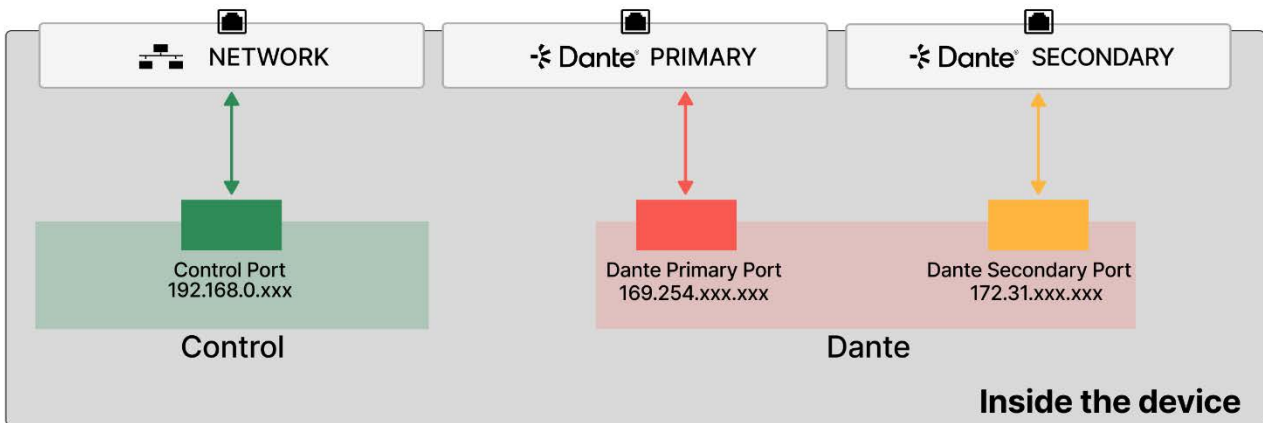 NETWORK
Dante® PRIMARY
Dante® SECONDARY
Control Port
192.168.0.xxx
Dante Primary Port
169.254.xxx.xxx
Dante Secondary Port
172.31.xxx.xxx
Control
Dante
Inside the device